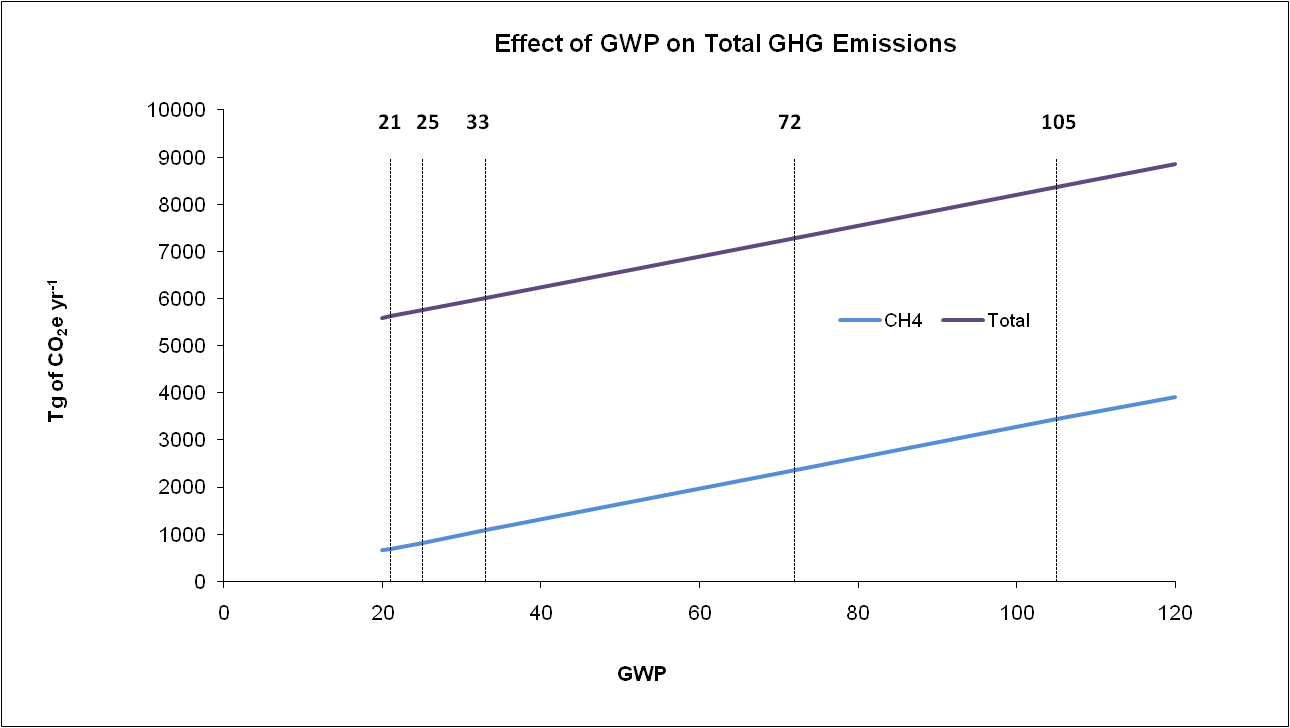 Effect of GWP on Total GHG Emissions
10000
9000
8000
7000
6000
5000
4000
3000
2000
1000
0
21 25 33 72 105
Tg of CO₂e yr⁻¹
CH4 Total
0 20 40 60 80 100 120
GWP